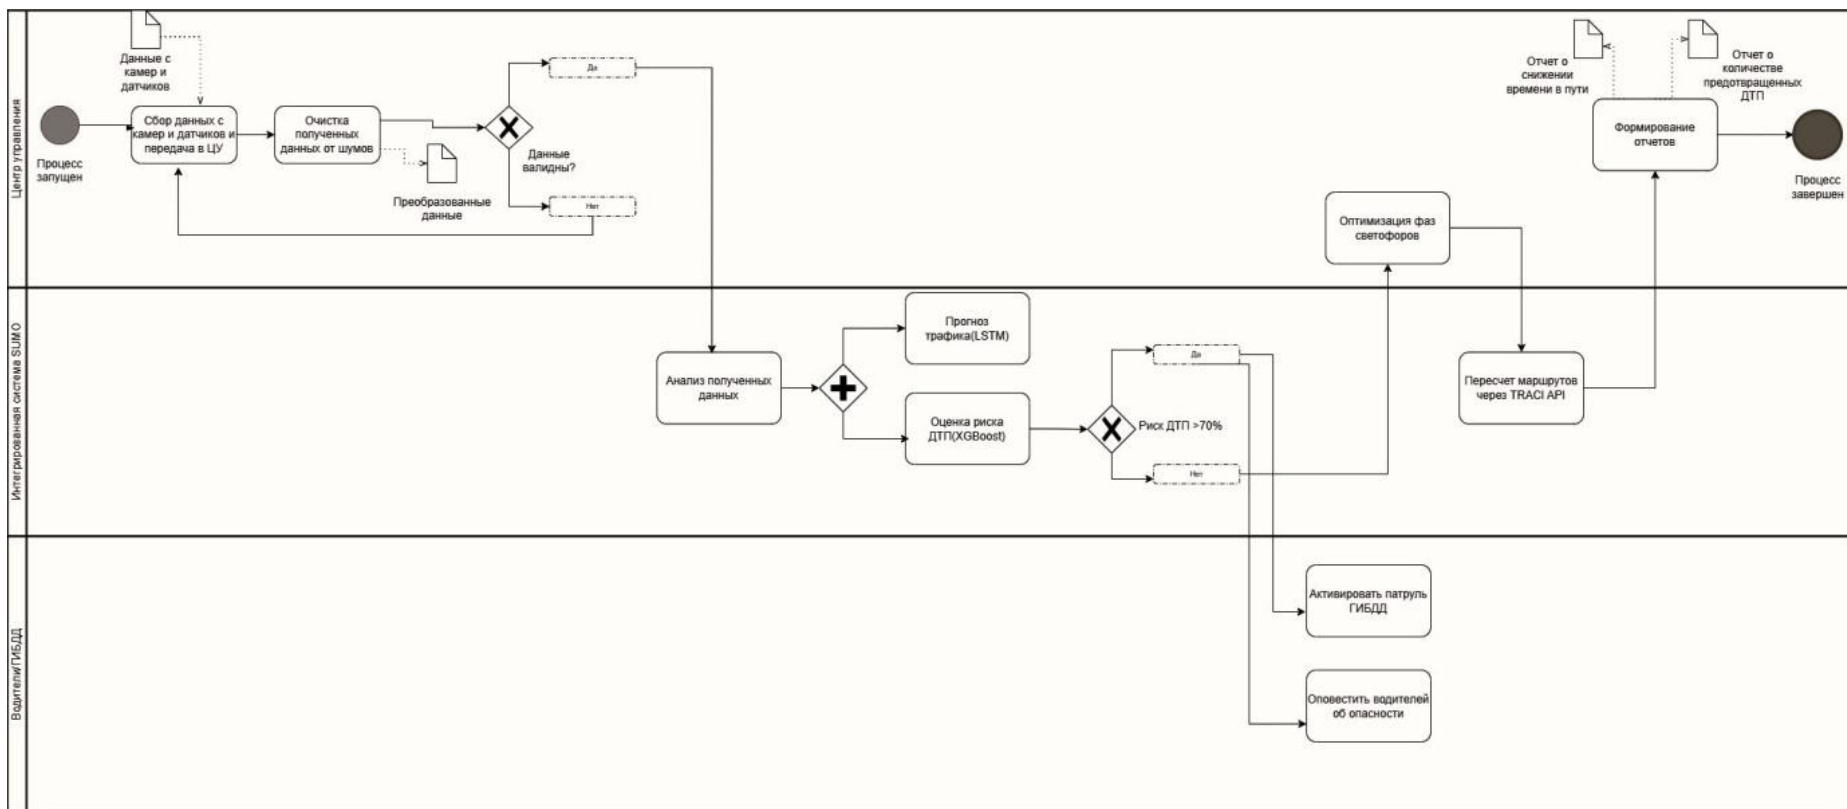 Центр управления
Данные с
камер и
датчиков
Процесс
запущен
Сбор данных с
камер и датчиков и
передача в ЦУ
Очистка
полученных
данных от шумов
Преобразованные
данные
Данные
валидны?
Да
Нет
Оптимизация фаз
светофоров
Отчет о
снижении
времени в пути
Отчет о
количестве
предотвращенных
ДТП
Формирование
отчетов
Процесс
завершен
Интегрированная система SUMO
Анализ полученных
данных
Прогноз
трафика(LSTM)
Оценка риска
ДТП(XGBoost)
Риск ДТП >70%
Да
Нет
Пересчет маршрутов
через TRACI API
Водители/ГИБДД
Активировать патруль
ГИБДД
Оповестить водителей
об опасности